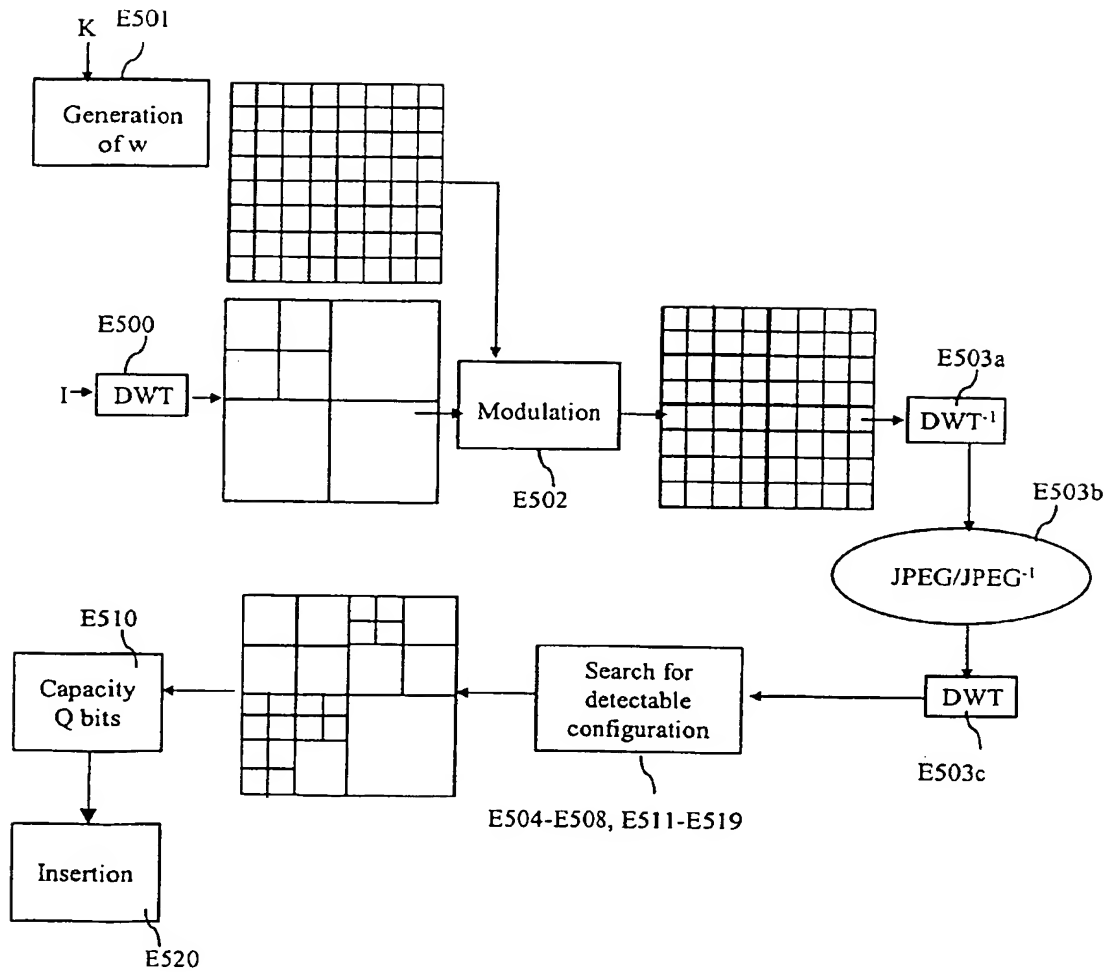 K
E501
Generation
of w
E500
I
DWT
Modulation
E502
E503a
DWT-1
E503b
JPEG/JPEG-1
DWT
E503c
Search for
detectable
configuration
E504-E508, E511-E519
E510
Capacity
Q bits
Insertion
E520